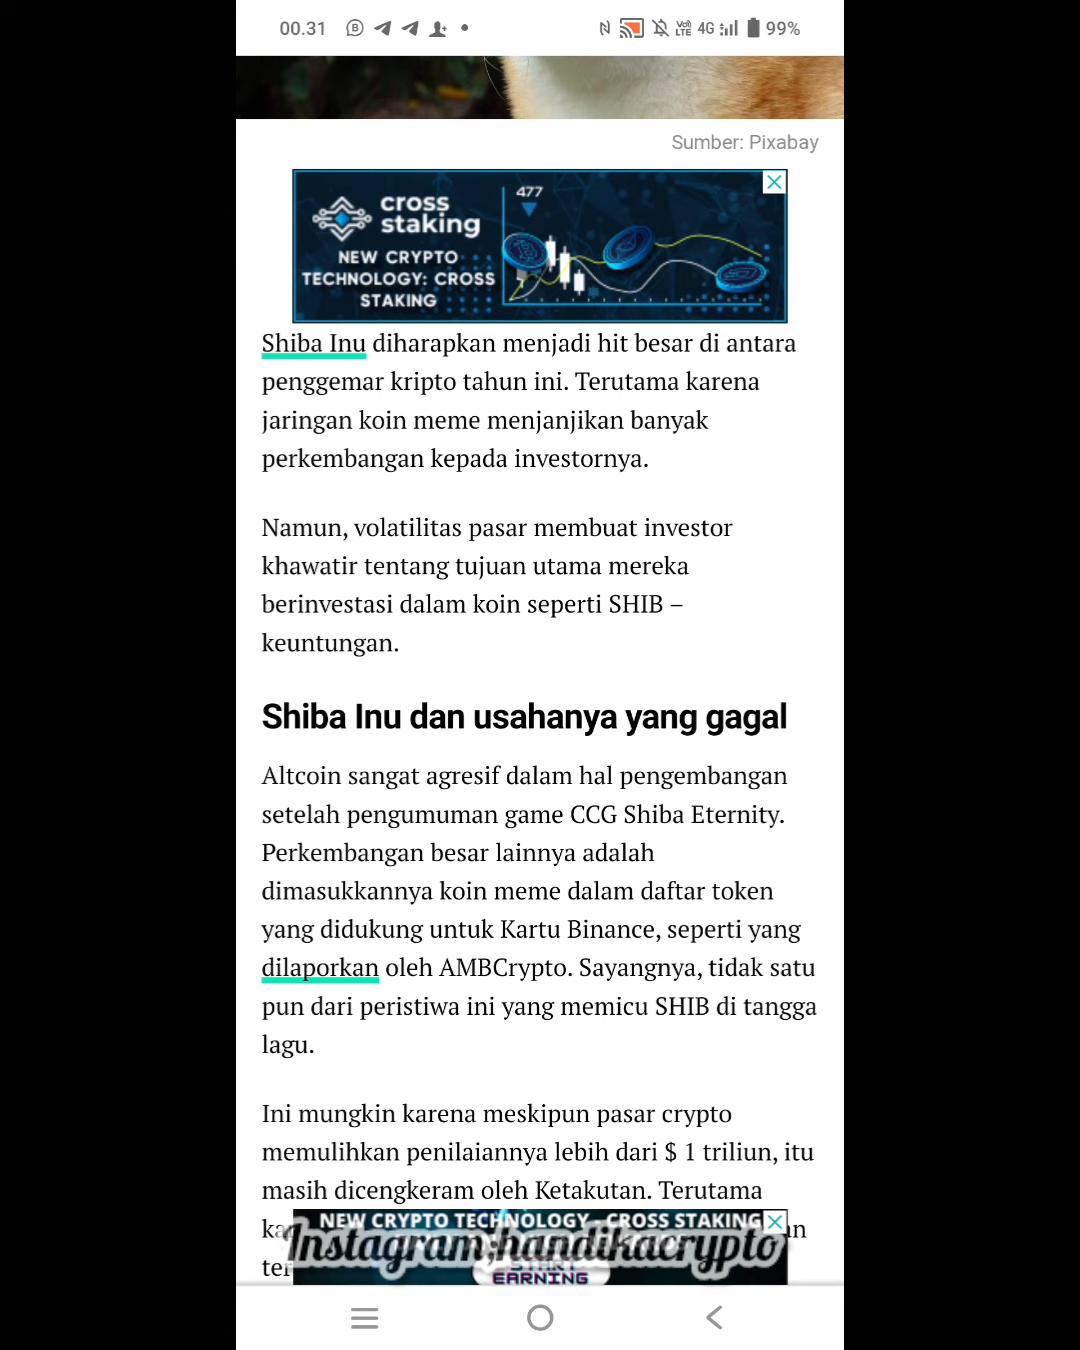 00.31
4G 99%
Sumber: Pixabay
cross
staking
NEW CRYPTO
TECHNOLOGY: CROSS
STAKING
477
Shiba Inu diharapkan menjadi hit besar di antara
penggemar kripto tahun ini. Terutama karena
jaringan koin meme menjanjikan banyak
perkembangan kepada investornya.
Namun, volatilitas pasar membuat investor
khawatir tentang tujuan utama mereka
berinvestasi dalam koin seperti SHIB –
keuntungan.
Shiba Inu dan usahanya yang gagal
Altcoin sangat agresif dalam hal pengembangan
setelah pengumuman game CCG Shiba Eternity.
Perkembangan besar lainnya adalah
dimasukkannya koin meme dalam daftar token
yang didukung untuk Kartu Binance, seperti yang
dilaporkan oleh AMBCrypto. Sayangnya, tidak satu
pun dari peristiwa ini yang memicu SHIB di tangga
lagu.
Ini mungkin karena meskipun pasar crypto
memulihkan penilaiannya lebih dari $ 1 triliun, itu
masih dicengkeram oleh Ketakutan. Terutama
NEW CRYPTO TECHNOLOGY - CROSS STAKING
Instagram;handikacrypto
START
EARNING